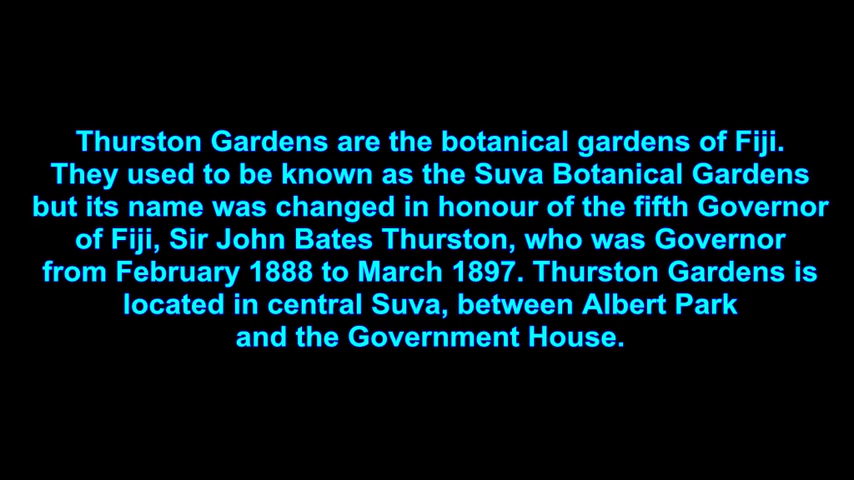 Thurston Gardens are the botanical gardens of Fiji.
They used to be known as the Suva Botanical Gardens
but its name was changed in honour of the fifth Governor
of Fiji, Sir John Bates Thurston, who was Governor
from February 1888 to March 1897. Thurston Gardens is
located in central Suva, between Albert Park
and the Government House.